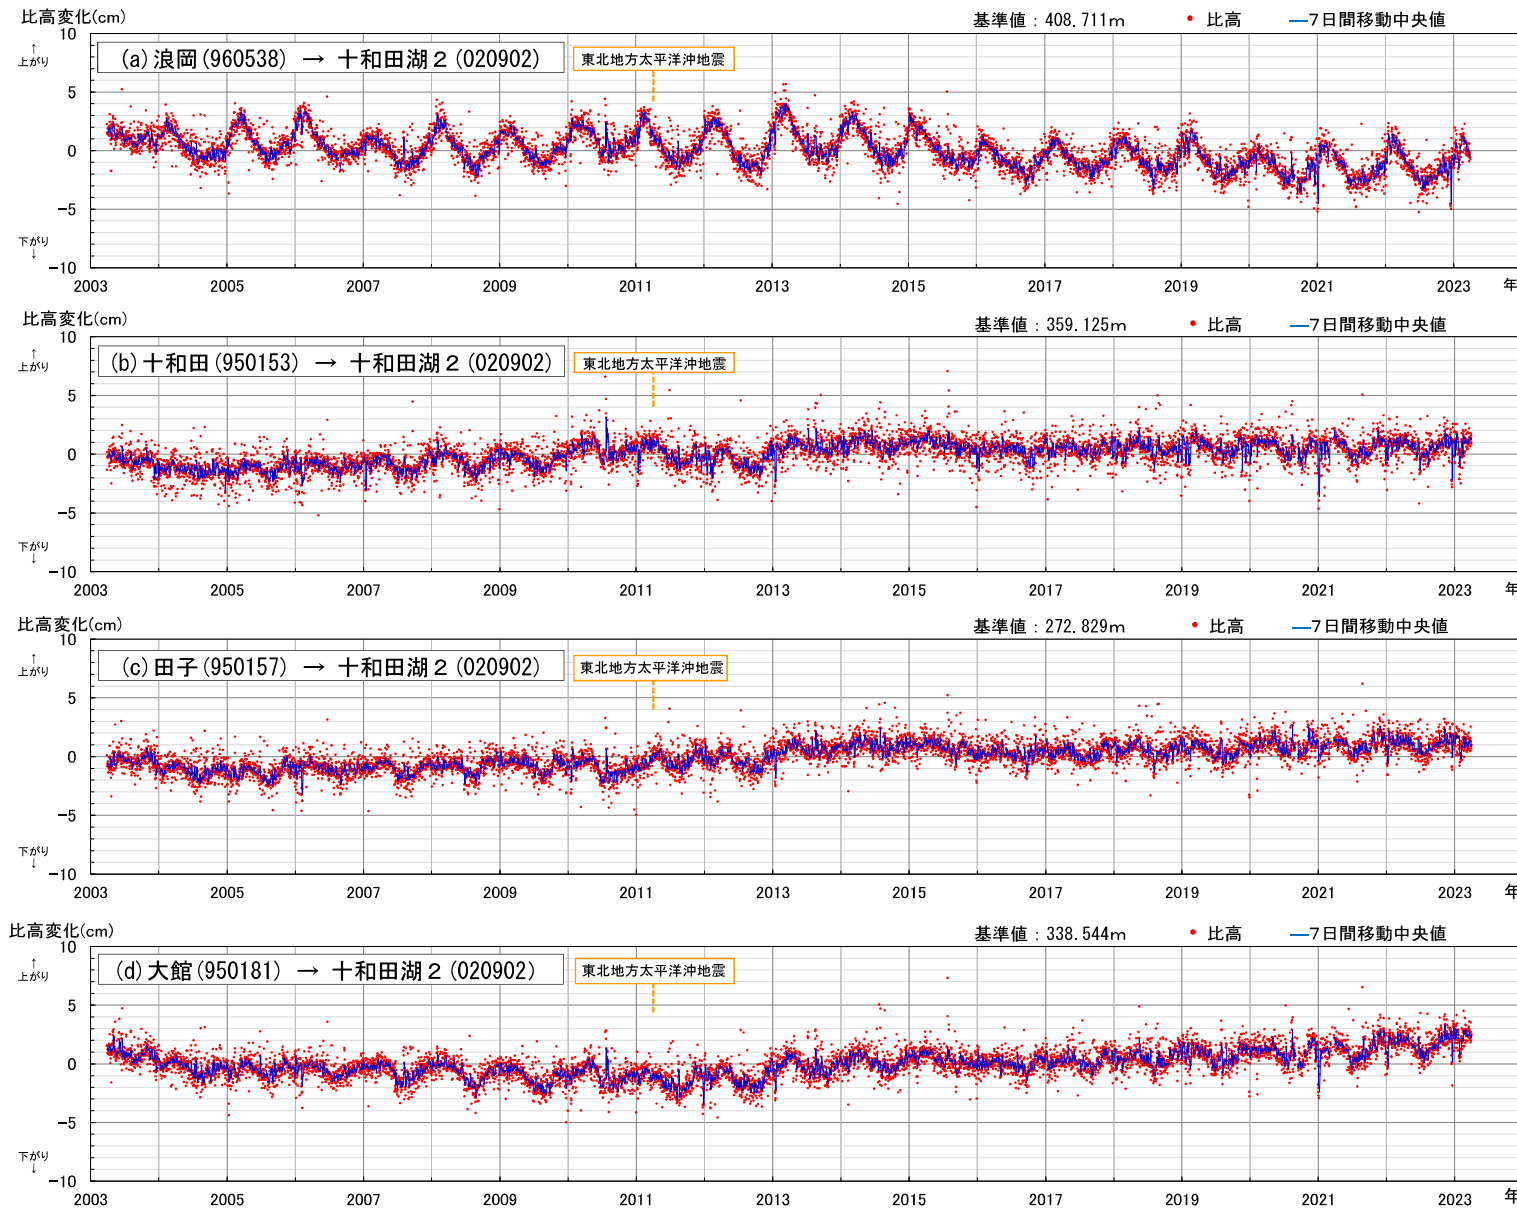 比高変化(cm)
基準値：408.711m ● 比高 ―7日間移動中央値
(a) 浪岡(960538) → 十和田湖２(020902)
東北地方太平洋沖地震
↑
上がり
下がり
↓
10
5
0
−5
−10
2003 2005 2007 2009 2011 2013 2015 2017 2019 2021 2023 年
比高変化(cm)
基準値：359.125m ● 比高 ―7日間移動中央値
(b) 十和田(950153) → 十和田湖２(020902)
東北地方太平洋沖地震
↑
上がり
下がり
↓
10
5
0
−5
−10
2003 2005 2007 2009 2011 2013 2015 2017 2019 2021 2023 年
比高変化(cm)
基準値：272.829m ● 比高 ―7日間移動中央値
(c) 田子(950157) → 十和田湖２(020902)
東北地方太平洋沖地震
↑
上がり
下がり
↓
10
5
0
−5
−10
2003 2005 2007 2009 2011 2013 2015 2017 2019 2021 2023 年
比高変化(cm)
基準値：338.544m ● 比高 ―7日間移動中央値
(d) 大館(950181) → 十和田湖２(020902)
東北地方太平洋沖地震
↑
上がり
下がり
↓
10
5
0
−5
−10
2003 2005 2007 2009 2011 2013 2015 2017 2019 2021 2023 年